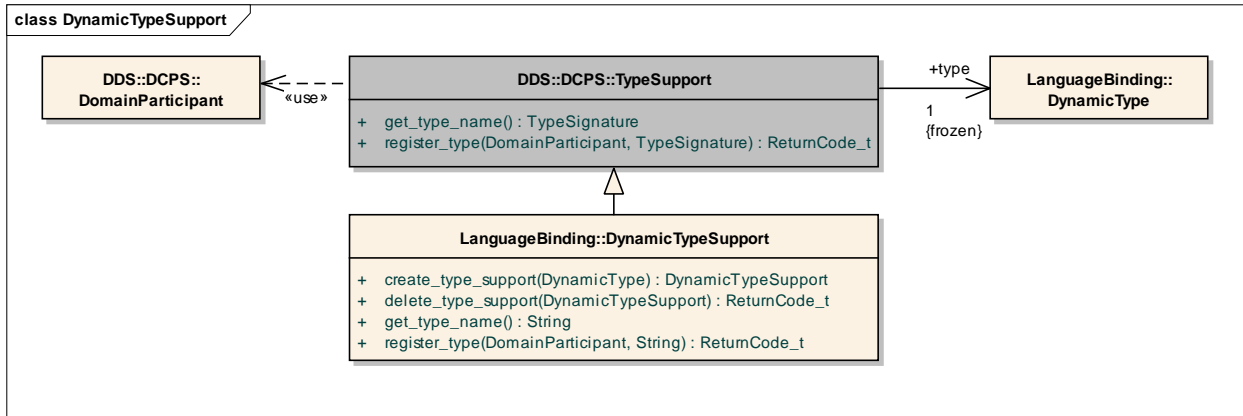 class DynamicTypeSupport
DDS::DCPS::
DomainParticipant
«use»
DDS::DCPS::TypeSupport
+ get_type_name() : TypeSignature
+ register_type(DomainParticipant, TypeSignature) : ReturnCode_t
+type
1
{frozen}
LanguageBinding::
DynamicType
LanguageBinding::DynamicTypeSupport
+ create_type_support(DynamicType) : DynamicTypeSupport
+ delete_type_support(DynamicTypeSupport) : ReturnCode_t
+ get_type_name() : String
+ register_type(DomainParticipant, String) : ReturnCode_t